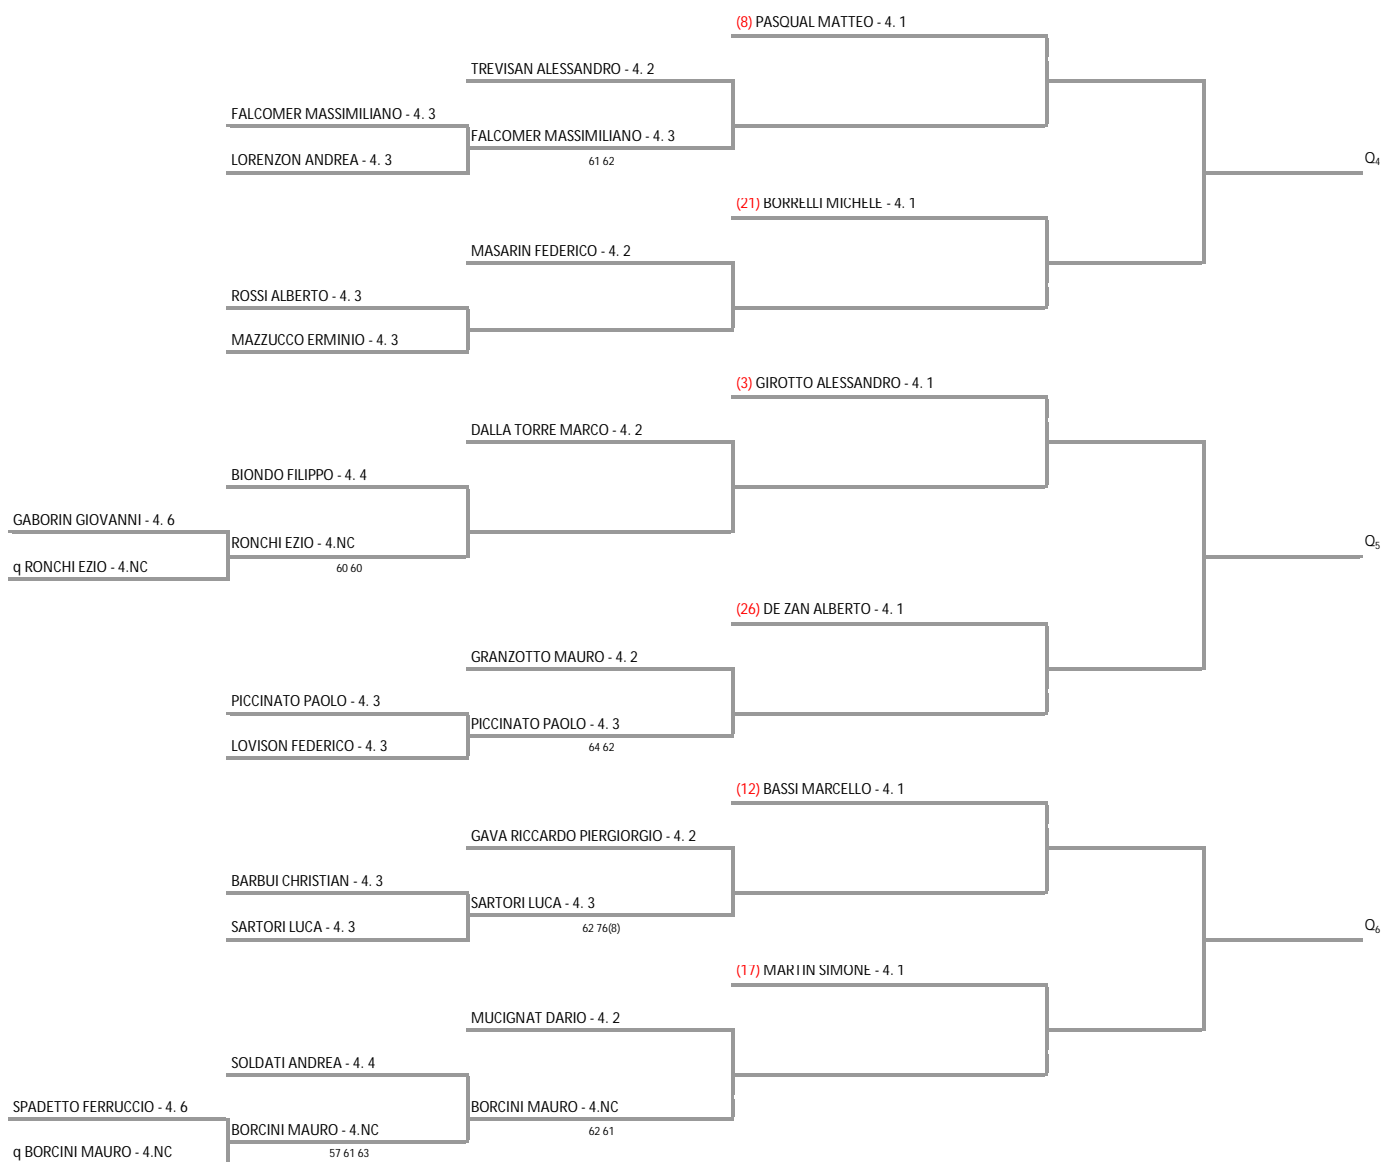 (8) PASQUAL MATTEO - 4. 1
TREVISAN ALESSANDRO - 4. 2
FALCOMER MASSIMILIANO - 4. 3
FALCOMER MASSIMILIANO - 4. 3
LORENZON ANDREA - 4. 3
61 62
Q4
(21) BORRELLI MICHELE - 4. 1
MASARIN FEDERICO - 4. 2
ROSSI ALBERTO - 4. 3
MAZZUCCO ERMINIO - 4. 3
(3) GIROTTO ALESSANDRO - 4. 1
DALLA TORRE MARCO - 4. 2
BIONDO FILIPPO - 4. 4
GABORIN GIOVANNI - 4. 6
RONCHI EZIO - 4.NC
Q5
q RONCHI EZIO - 4.NC
60 60
(26) DE ZAN ALBERTO - 4. 1
GRANZOTTO MAURO - 4. 2
PICCINATO PAOLO - 4. 3
PICCINATO PAOLO - 4. 3
LOVISON FEDERICO - 4. 3
64 62
(12) BASSI MARCELLO - 4. 1
GAVA RICCARDO PIERGIORGIO - 4. 2
BARBUI CHRISTIAN - 4. 3
SARTORI LUCA - 4. 3
SARTORI LUCA - 4. 3
62 76(8)
Q6
(17) MARTIN SIMONE - 4. 1
MUCIGNAT DARIO - 4. 2
SOLDATI ANDREA - 4. 4
SPADETTO FERRUCCIO - 4. 6
BORCINI MAURO - 4.NC
BORCINI MAURO - 4.NC
62 61
q BORCINI MAURO - 4.NC
57 61 63